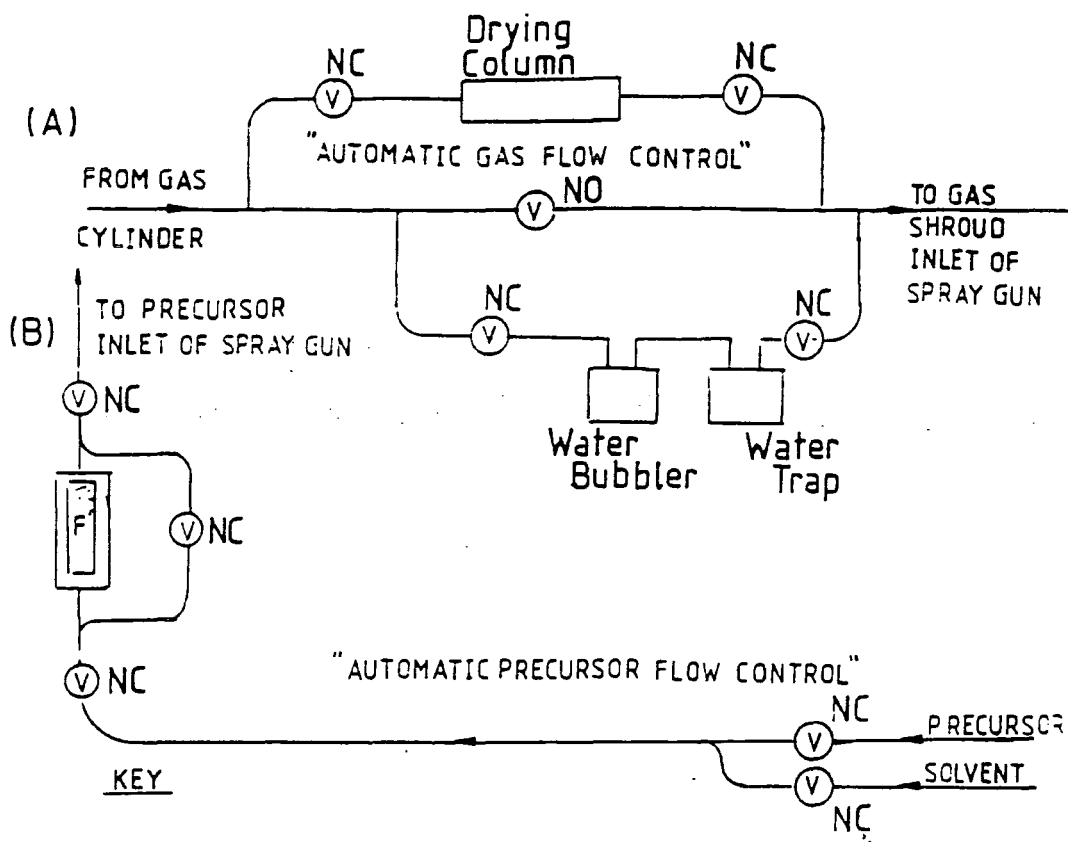 Drying
Column
NC
V
NC
V
(A)
"AUTOMATIC GAS FLOW CONTROL"
FROM GAS
CYLINDER
NO
V
TO GAS
SHROUD
INLET OF
SPRAY GUN
NC
V
NC
V
Water
Bubbler
Water
Trap
(B)
TO PRECURSOR
INLET OF SPRAY GUN
V
NC
F
V
NC
V
NC
"AUTOMATIC PRECURSOR FLOW CONTROL"
NC
V
PRECURSOR
V
SOLVENT
NC
KEY